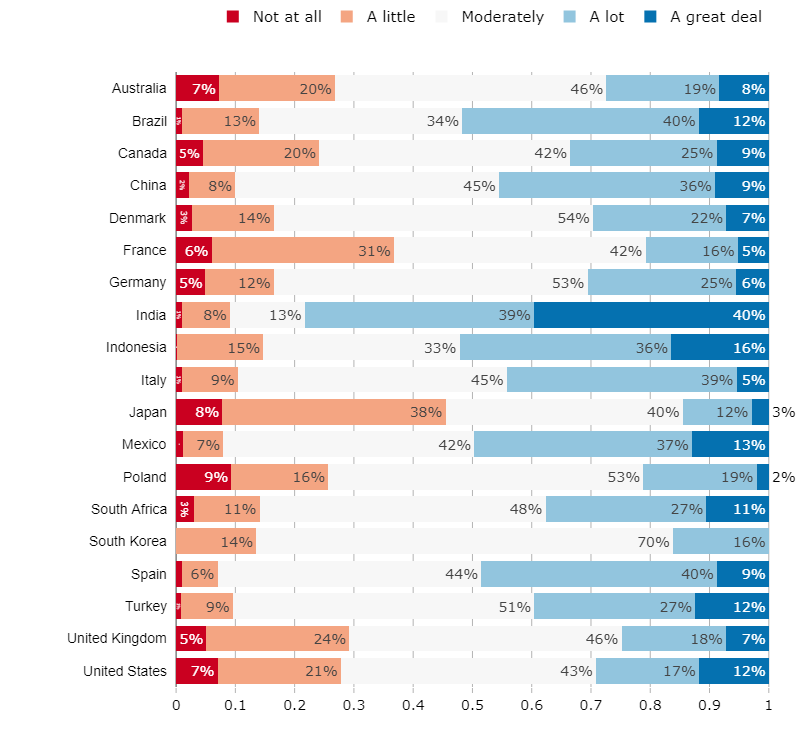 Not at all A little Moderately A lot A great deal
Australia 7% 20% 46% 19% 8%
Brazil 1% 13% 34% 40% 12%
Canada 5% 20% 42% 25% 9%
China 2% 8% 45% 36% 9%
Denmark 3% 14% 54% 22% 7%
France 6% 31% 42% 16% 5%
Germany 5% 12% 53% 25% 6%
India 1% 8% 13% 39% 40%
Indonesia 15% 33% 36% 16%
Italy 1% 9% 45% 39% 5%
Japan 8% 38% 40% 12% 3%
Mexico 7% 42% 37% 13%
Poland 9% 16% 53% 19% 2%
South Africa 3% 11% 48% 27% 11%
South Korea 14% 70% 16%
Spain 6% 44% 40% 9%
Turkey 9% 51% 27% 12%
United Kingdom 5% 24% 46% 18% 7%
United States 7% 21% 43% 17% 12%
0 0.1 0.2 0.3 0.4 0.5 0.6 0.7 0.8 0.9 1